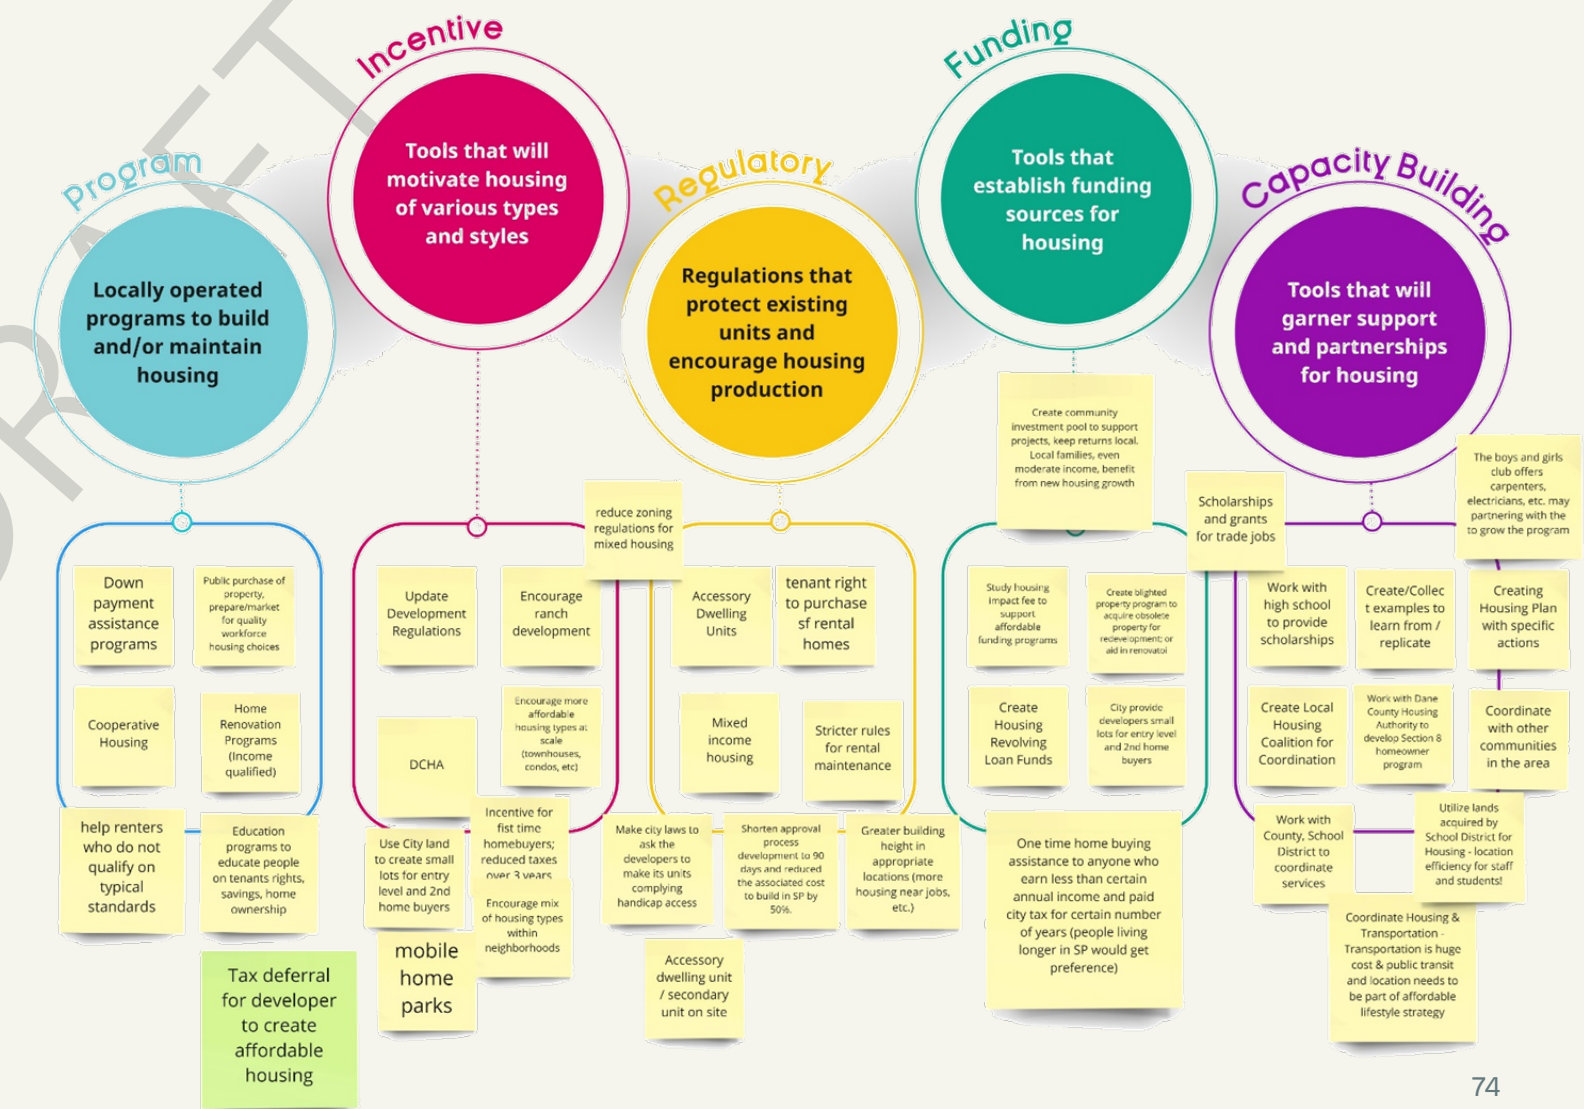 DRAFT
Program
Locally operated
programs to build
and/or maintain
housing
Down
payment
assistance
programs
Public purchase of
property,
prepare/market
for quality
workforce
housing choices
Cooperative
Housing
Home
Renovation
Programs
(Income
qualified)
help renters
who do not
qualify on
typical
standards
Education
programs to
educate people
on tenants rights,
savings, home
ownership
Tax deferral
for developer
to create
affordable
housing
Incentive
Tools that will
motivate housing
of various types
and styles
Update
Development
Regulations
Encourage
ranch
development
DCHA
Encourage more
affordable
housing types at
scale
(townhouses,
condos, etc)
Use City land
to create small
lots for entry
level and 2nd
home buyers
Incentive for
fist time
homebuyers;
reduced taxes
over 3 years
Encourage mix
of housing types
within
neighborhoods
mobile
home
parks
reduce zoning
regulations for
mixed housing
Regulatory
Regulations that
protect existing
units and
encourage housing
production
Accessory
Dwelling
Units
tenant right
to purchase
sf rental
homes
Mixed
income
housing
Stricter rules
for rental
maintenance
Make city laws to
ask the
developers to
make its units
complying
handicap access
Shorten approval
process
development to 90
days and reduced
the associated cost
to build in SP by
50%.
Greater building
height in
appropriate
locations (more
housing near jobs,
etc.)
Accessory
dwelling unit
/ secondary
unit on site
Funding
Tools that
establish funding
sources for
housing
Create community
investment pool to support
projects, keep returns local.
Local families, even
moderate income, benefit
from new housing growth
Study housing
impact fee to
support
affordable
funding programs
Create blighted
property program to
acquire obsolete
property for
redevelopment; or
aid in renovatoi
Create
Housing
Revolving
Loan Funds
City provide
developers small
lots for entry level
and 2nd home
buyers
One time home buying
assistance to anyone who
earn less than certain
annual income and paid
city tax for certain number
of years (people living
longer in SP would get
preference)
Scholarships
and grants
for trade jobs
Capacity Building
Tools that will
garner support
and partnerships
for housing
The boys and girls
club offers
carpenters,
electricians, etc. may
partnering with the
to grow the program
Work with
high school
to provide
scholarships
Create/Collec
t examples to
learn from /
replicate
Creating
Housing Plan
with specific
actions
Create Local
Housing
Coalition for
Coordination
Work with Dane
County Housing
Authority to
develop Section 8
homeowner
program
Coordinate
with other
communities
in the area
Work with
County, School
District to
coordinate
services
Utilize lands
acquired by
School District for
Housing - location
efficiency for staff
and students!
Coordinate Housing &
Transportation -
Transportation is huge
cost & public transit
and location needs to
be part of affordable
lifestyle strategy
74